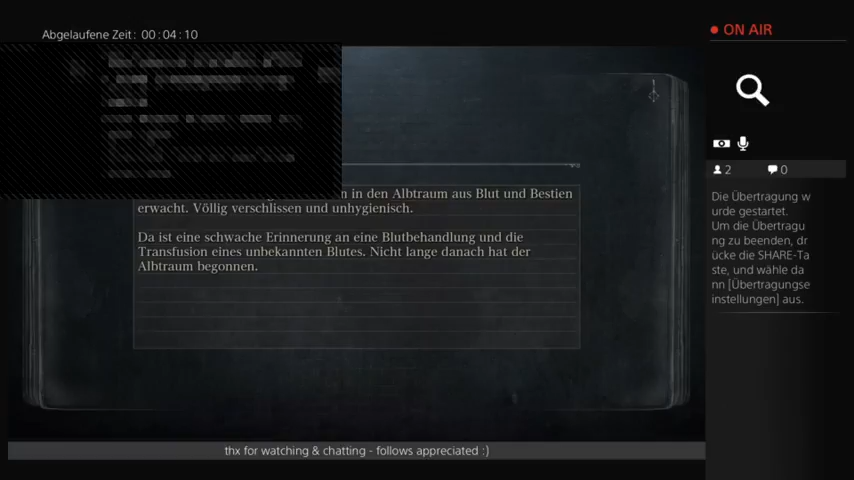 Abgelaufene Zeit: 00:04:10
ON AIR
2
0
in den Albtraum aus Blut und Bestien
erwacht. Völlig verschlissen und unhygienisch.
Da ist eine schwache Erinnerung an eine Blutbehandlung und die
Transfusion eines unbekannten Blutes. Nicht lange danach hat der
Albtraum begonnen.
Die Übertragung w
urde gestartet.
Um die Übertragu
ng zu beenden, dr
ücke die SHARE-Ta
ste, und wähle da
nn [Übertragungse
instellungen] aus.
thx for watching & chatting - follows appreciated :)